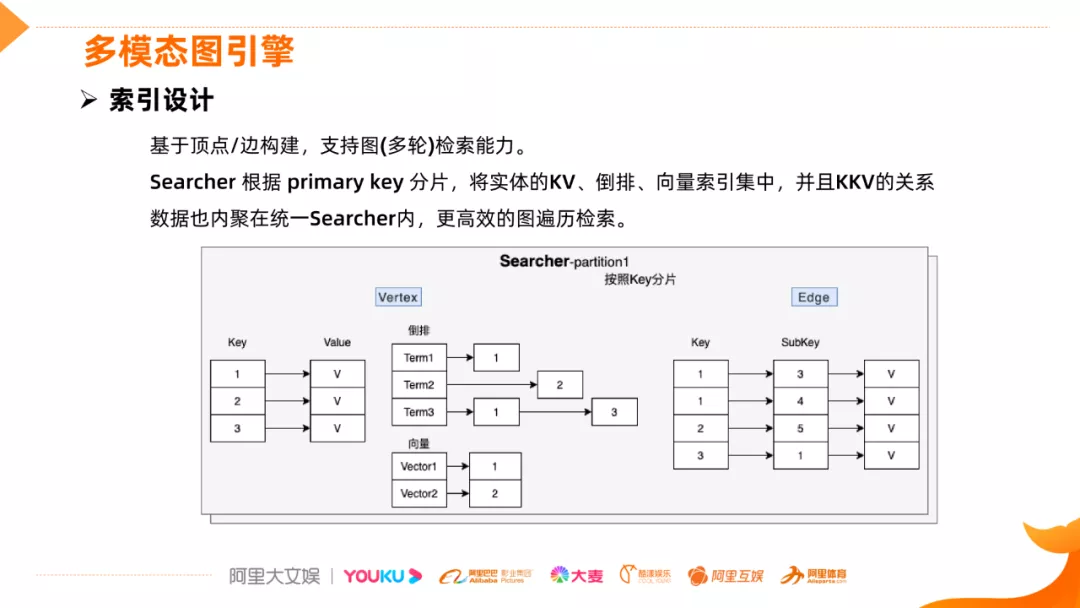 多模态图引擎
索引设计
基于顶点/边构建，支持图(多轮)检索能力。
Searcher 根据 primary key 分片，将实体的KV、倒排、向量索引集中，并且KKV的关系
数据也内聚在统一Searcher内，更高效的图遍历检索。
Searcher-partition1
按照Key分片
Vertex
Edge
Key
Value
1
V
2
V
3
V
倒排
Term1
1
Term2
2
Term3
1
3
向量
Vector1
1
Vector2
2
Key
SubKey
1
3
V
1
4
V
2
5
V
3
1
V
阿里大文娱
YOUKU
阿里巴巴影业集团
Alibaba Pictures
大麦
阿里互娱
阿里体育
Alisports.com